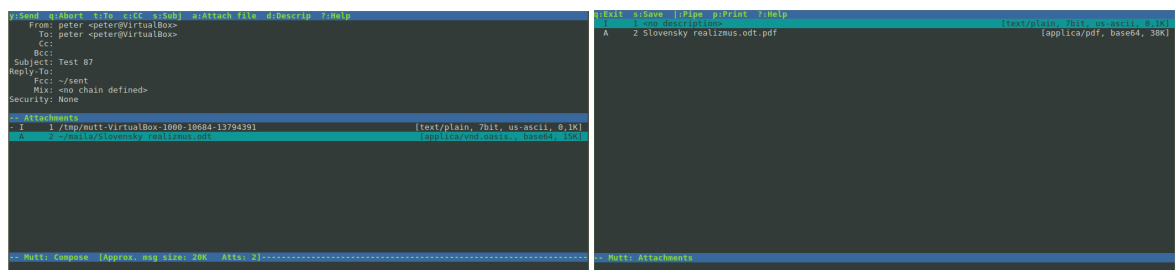 y:Send  q:Abort  t:To  c:CC  s:Subj  a:Attach file  d:Descrip  ?:Help
From: peter <peter@VirtualBox>
To: peter <peter@VirtualBox>
Cc:
Bcc:
Subject: Test 87
Reply-To:
Fcc: ~/sent
Mix: <no chain defined>
Security: None
-- Attachments
- I     1 /tmp/mutt-VirtualBox-1000-10684-13794391 [text/plain, 7bit, us-ascii, 0,1K]
A     2 ~/maila/Slovensky realizmus.odt [applica/vnd.oasis., base64, 15K]
-- Mutt: Compose  [Approx. msg size: 20K   Atts: 2]
q:Exit  s:Save  |:Pipe  p:Print  ?:Help
I     1 <no description> [text/plain, 7bit, us-ascii, 0,1K]
A     2 Slovensky realizmus.odt.pdf [applica/pdf, base64, 38K]
-- Mutt: Attachments